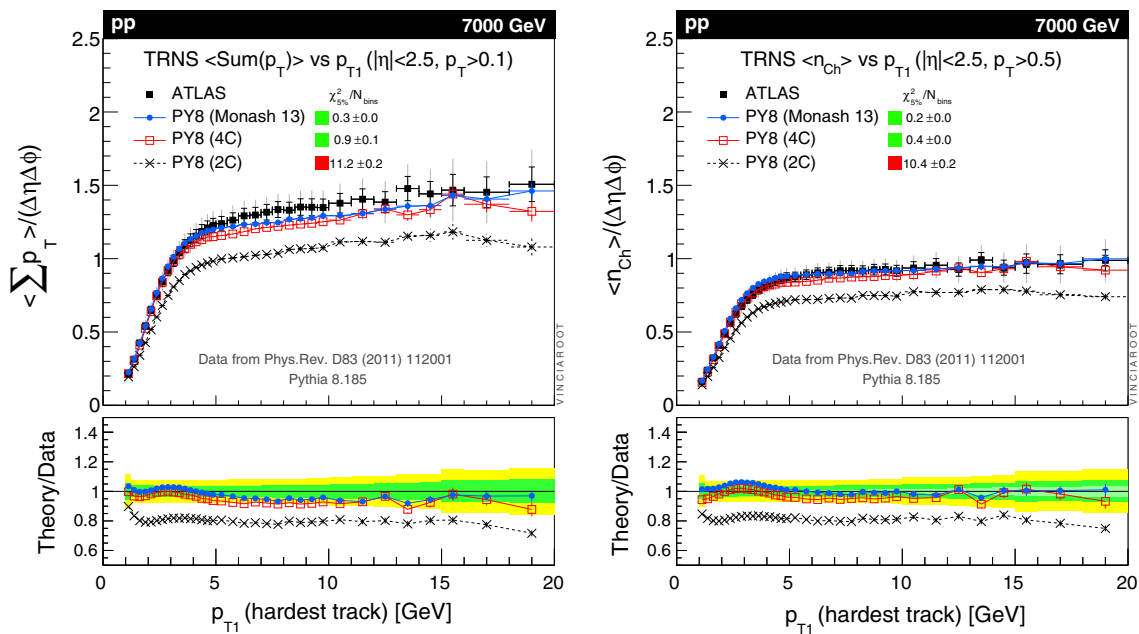 pp 7000 GeV
TRNS <Sum(p_T)> vs p_T1 (|η|<2.5, p_T>0.1)
χ²_5%/N_bins
ATLAS
PY8 (Monash 13) 0.3 ±0.0
PY8 (4C) 0.9 ±0.1
PY8 (2C) 11.2 ±0.2
<∑p_T>/(ΔηΔϕ)
2.5
2
1.5
1
0.5
0
Data from Phys.Rev. D83 (2011) 112001
Pythia 8.185
VINCIAROOT
Theory/Data
1.4
1.2
1
0.8
0.6
0 5 10 15 20
p_T1 (hardest track) [GeV]
pp 7000 GeV
TRNS <n_Ch> vs p_T1 (|η|<2.5, p_T>0.5)
χ²_5%/N_bins
ATLAS
PY8 (Monash 13) 0.2 ±0.0
PY8 (4C) 0.4 ±0.0
PY8 (2C) 10.4 ±0.2
<n_Ch>/(ΔηΔϕ)
2.5
2
1.5
1
0.5
0
Data from Phys.Rev. D83 (2011) 112001
Pythia 8.185
VINCIAROOT
Theory/Data
1.4
1.2
1
0.8
0.6
0 5 10 15 20
p_T1 (hardest track) [GeV]